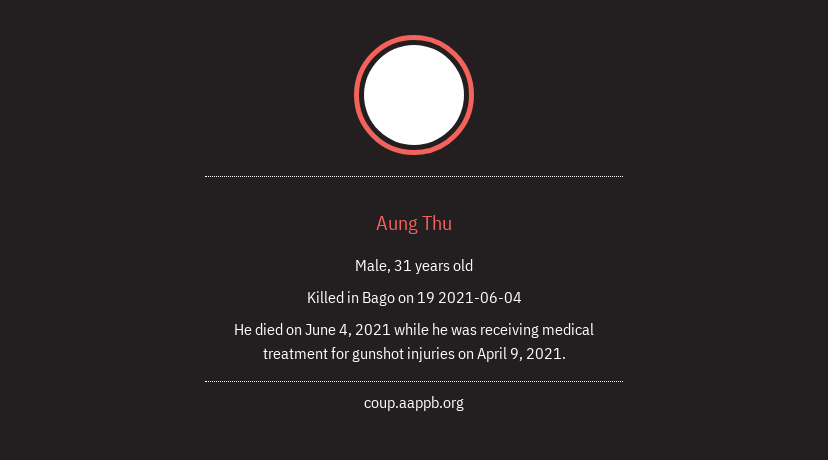 Aung Thu
Male, 31 years old
Killed in Bago on 19 2021-06-04
He died on June 4, 2021 while he was receiving medical
treatment for gunshot injuries on April 9, 2021.
coup.aappb.org